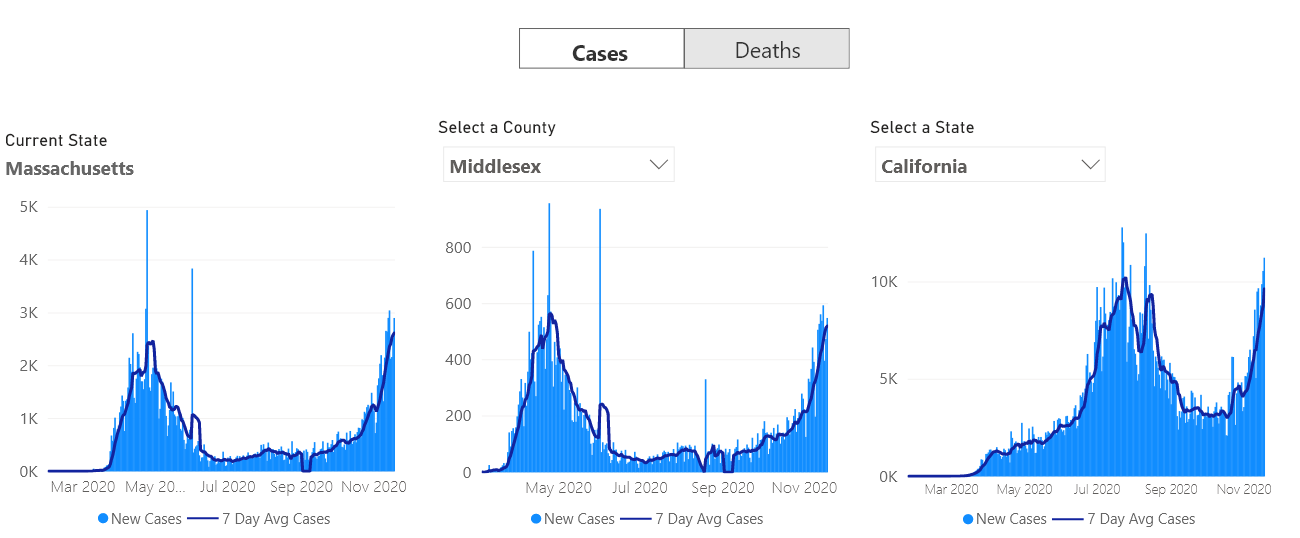 Cases
Deaths
Current State
Massachusetts
5K
4K
3K
2K
1K
0K
Mar 2020 May 20... Jul 2020 Sep 2020 Nov 2020
New Cases 7 Day Avg Cases
Select a County
Middlesex
800
600
400
200
0
May 2020 Jul 2020 Sep 2020 Nov 2020
New Cases 7 Day Avg Cases
Select a State
California
10K
5K
0K
Mar 2020 May 2020 Jul 2020 Sep 2020 Nov 2020
New Cases 7 Day Avg Cases